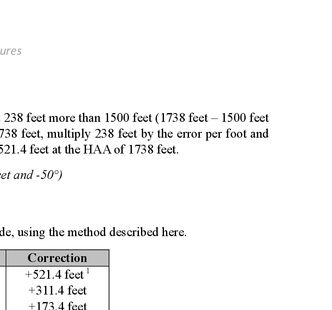 ures
238 feet more than 1500 feet (1738 feet – 1500 feet
738 feet, multiply 238 feet by the error per foot and
521.4 feet at the HAA of 1738 feet.
et and -50°)
de, using the method described here.
Correction
+521.4 feet 1
+311.4 feet
+173.4 feet